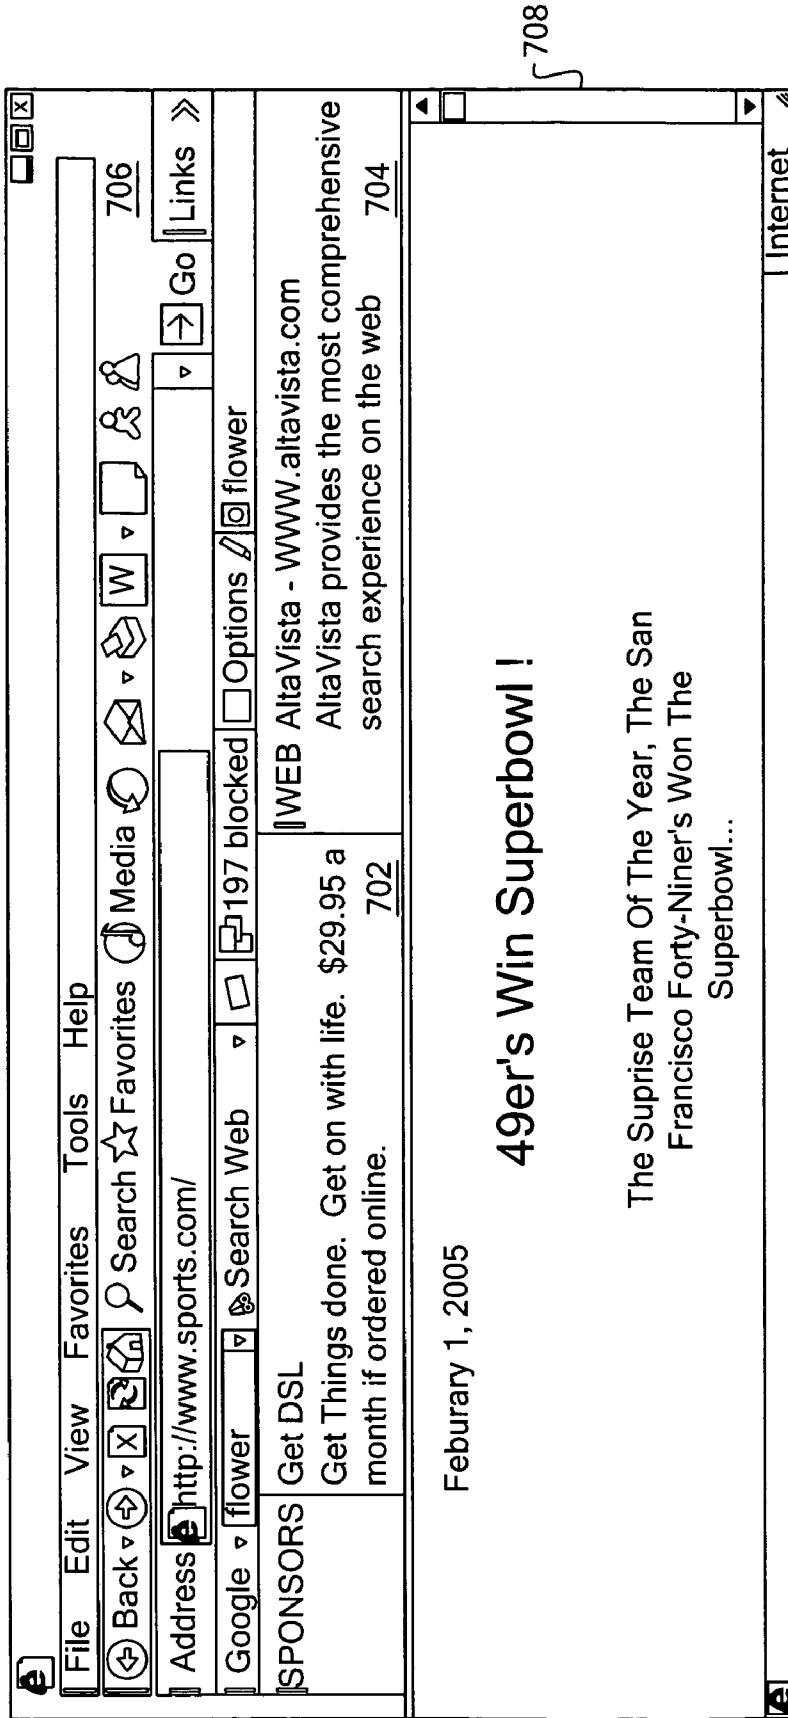 File Edit View Favorites Tools Help
Back Search Favorites Media W 706
Address http://www.sports.com/ Go Links »
Google flower Search Web 197 blocked Options flower
SPONSORS Get DSL
Get Things done. Get on with life. $29.95 a
month if ordered online. 702
WEB AltaVista - WWW.altavista.com
AltaVista provides the most comprehensive
search experience on the web 704
708
Feburary 1, 2005
49er's Win Superbowl !
The Suprise Team Of The Year, The San
Francisco Forty-Niner's Won The
Superbowl...
Internet